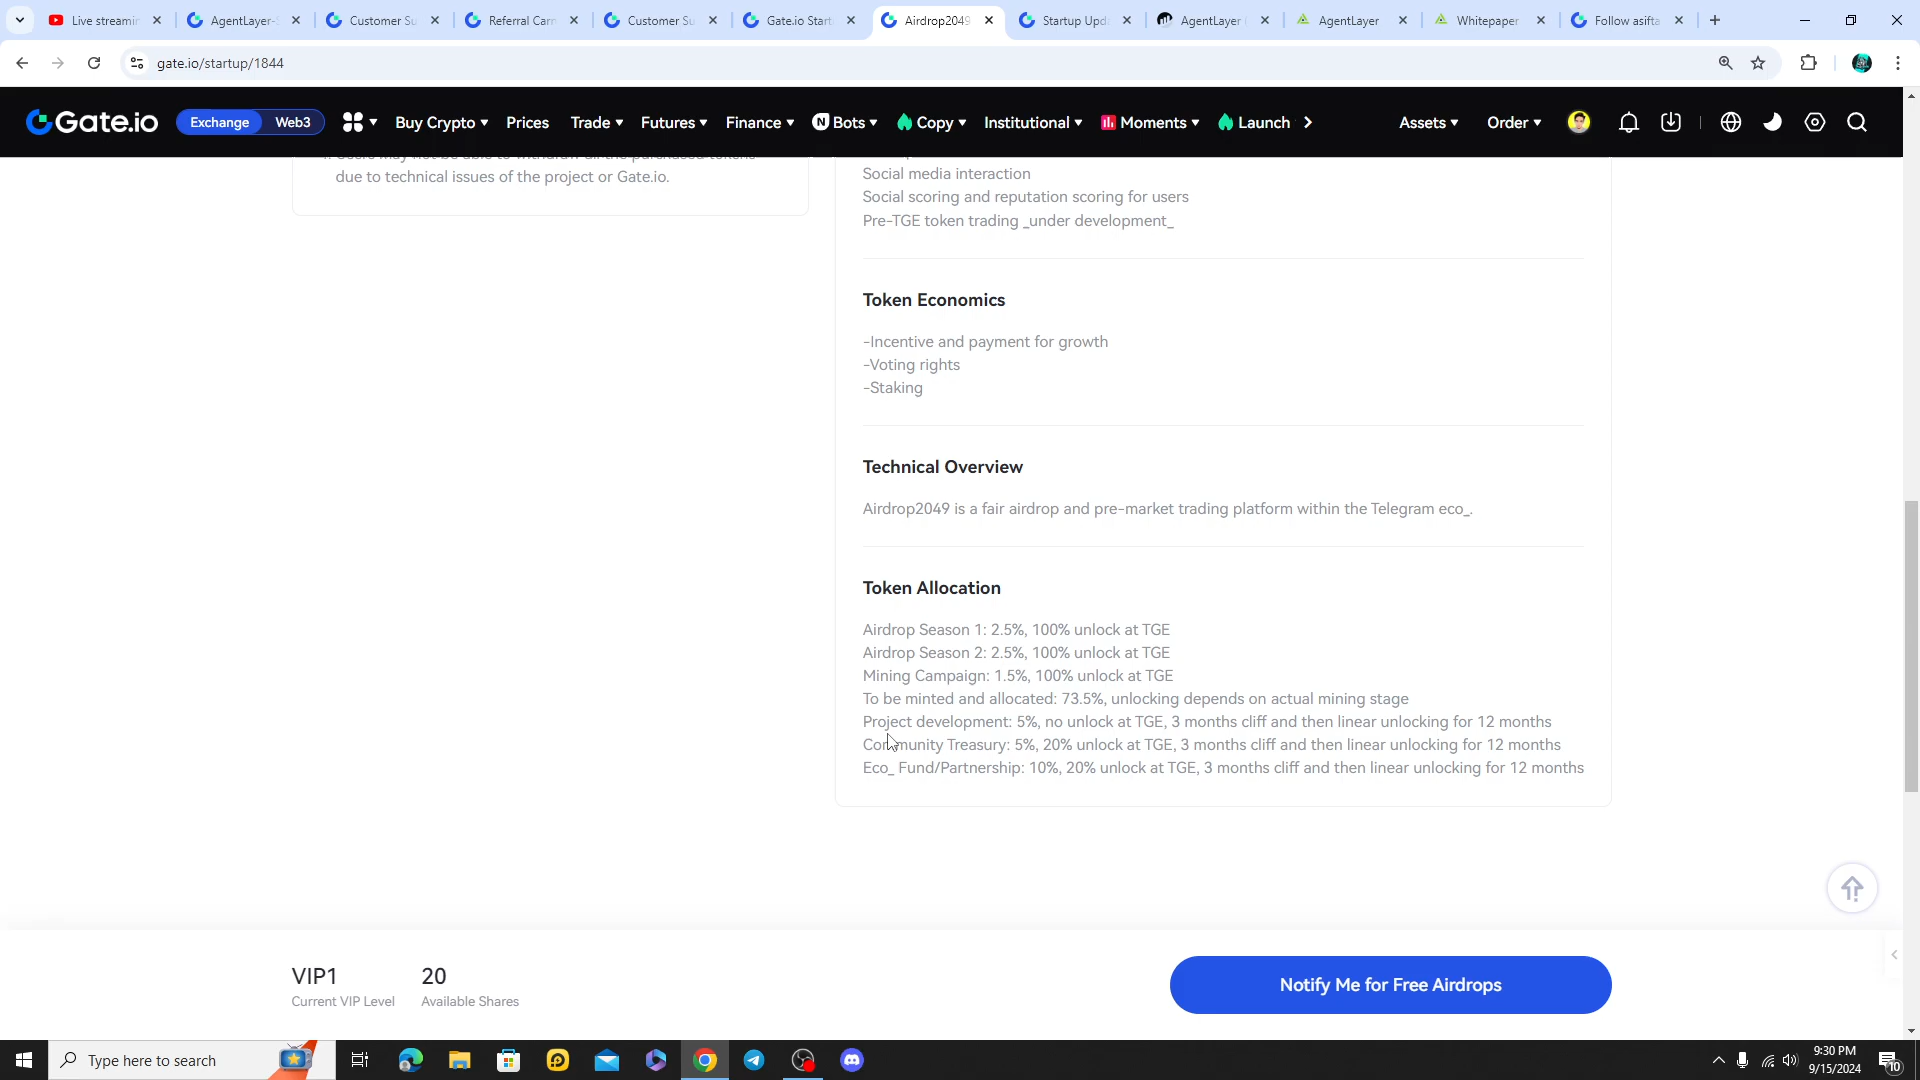 Live streamin
AgentLayer-
Customer Su
Referral Cam
Customer Su
Gate.io Start
Airdrop2049
Startup Upda
AgentLayer
AgentLayer
Whitepaper
Follow asifta
gate.io/startup/1844
Gate.io
Exchange
Web3
Buy Crypto
Prices
Trade
Futures
Finance
Bots
Copy
Institutional
Moments
Launch
Assets
Order
due to technical issues of the project or Gate.io.
Social media interaction
Social scoring and reputation scoring for users
Pre-TGE token trading _under development_
Token Economics
-Incentive and payment for growth
-Voting rights
-Staking
Technical Overview
Airdrop2049 is a fair airdrop and pre-market trading platform within the Telegram eco_.
Token Allocation
Airdrop Season 1: 2.5%, 100% unlock at TGE
Airdrop Season 2: 2.5%, 100% unlock at TGE
Mining Campaign: 1.5%, 100% unlock at TGE
To be minted and allocated: 73.5%, unlocking depends on actual mining stage
Project development: 5%, no unlock at TGE, 3 months cliff and then linear unlocking for 12 months
Community Treasury: 5%, 20% unlock at TGE, 3 months cliff and then linear unlocking for 12 months
Eco_ Fund/Partnership: 10%, 20% unlock at TGE, 3 months cliff and then linear unlocking for 12 months
VIP1
Current VIP Level
20
Available Shares
Notify Me for Free Airdrops
Type here to search
9:30 PM
9/15/2024
10